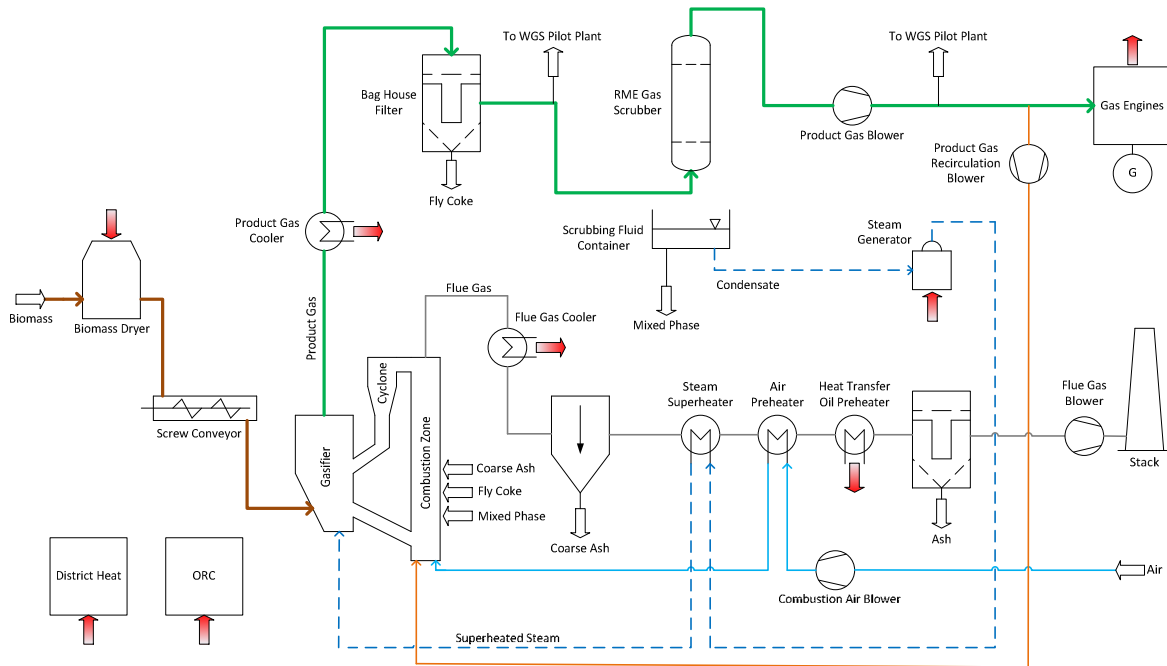 To WGS Pilot Plant
To WGS Pilot Plant
Bag House
Filter
RME Gas
Scrubber
Gas Engines
Product Gas Blower
Product Gas
Recirculation
Blower
G
Fly Coke
Product Gas
Cooler
Scrubbing Fluid
Container
Steam
Generator
Condensate
Flue Gas
Mixed Phase
Biomass
Biomass Dryer
Product Gas
Flue Gas Cooler
Cyclone
Steam
Superheater
Air
Preheater
Heat Transfer
Oil Preheater
Flue Gas
Blower
Screw Conveyor
Gasifier
Combustion Zone
Coarse Ash
Fly Coke
Mixed Phase
Stack
Coarse Ash
Ash
District Heat
ORC
Combustion Air Blower
Air
Superheated Steam